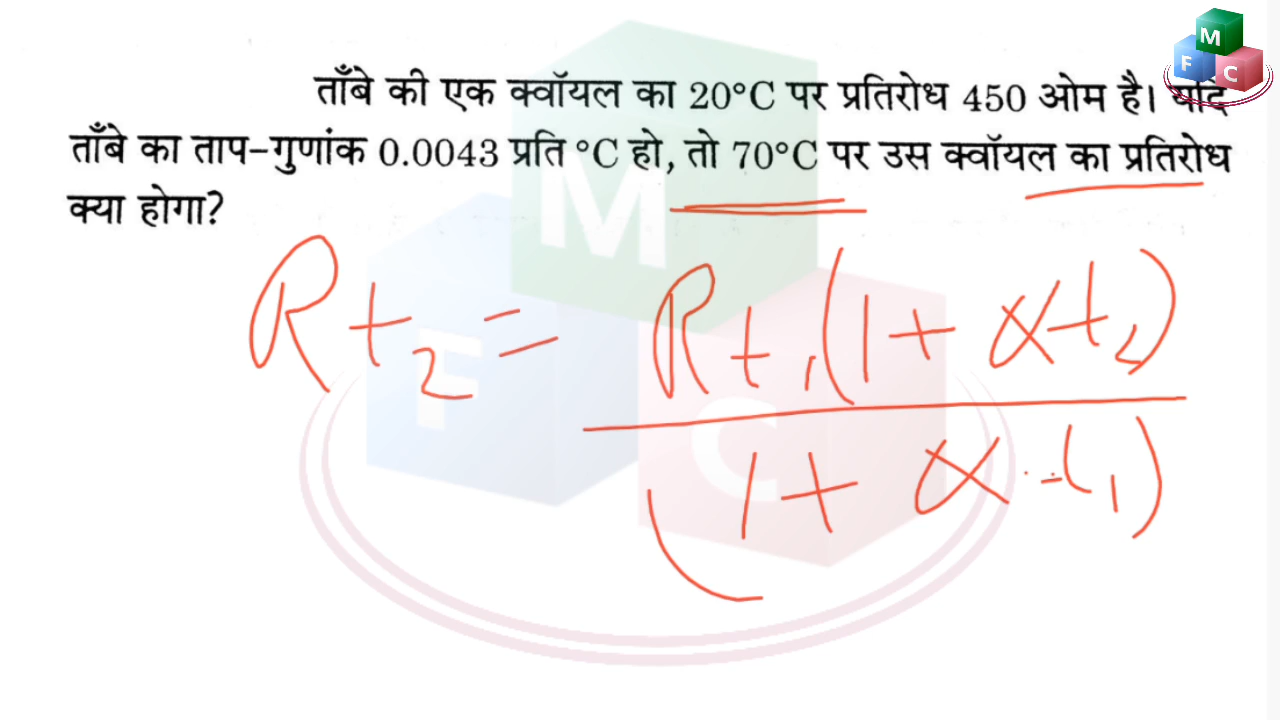 M
F C
ताँबे की एक क्वॉयल का 20°C पर प्रतिरोध 450 ओम है। यदि
ताँबे का ताप-गुणांक 0.0043 प्रति °C हो, तो 70°C पर उस क्वॉयल का प्रतिरोध
क्या होगा?
M
F
C
Rt₂ = Rt₁(1 + αt₂)
(1 + α·t₁)